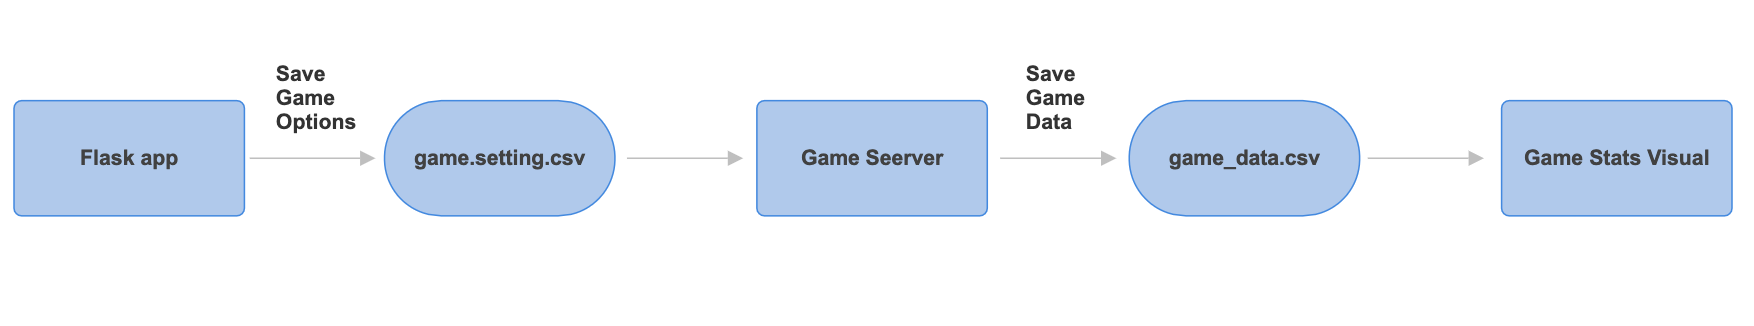 Save
Game
Options
Save
Game
Data
Flask app
game.setting.csv
Game Seerver
game_data.csv
Game Stats Visual